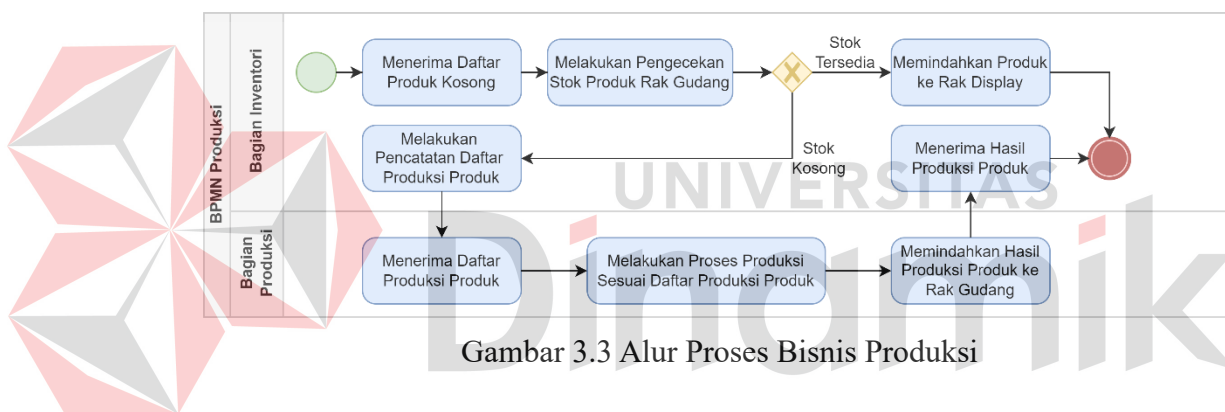 BPMN Produksi
Bagian Inventori
Menerima Daftar
Produk Kosong
Melakukan Pengecekan
Stok Produk Rak Gudang
Stok
Tersedia
Memindahkan Produk
ke Rak Display
Melakukan
Pencatatan Daftar
Produksi Produk
Stok
Kosong
Menerima Hasil
Produksi Produk
UNIVERSITAS
Bagian
Produksi
Menerima Daftar
Produksi Produk
Melakukan Proses Produksi
Sesuai Daftar Produksi Produk
Memindahkan Hasil
Produksi Produk ke
Rak Gudang
Dinamik
Gambar 3.3 Alur Proses Bisnis Produksi